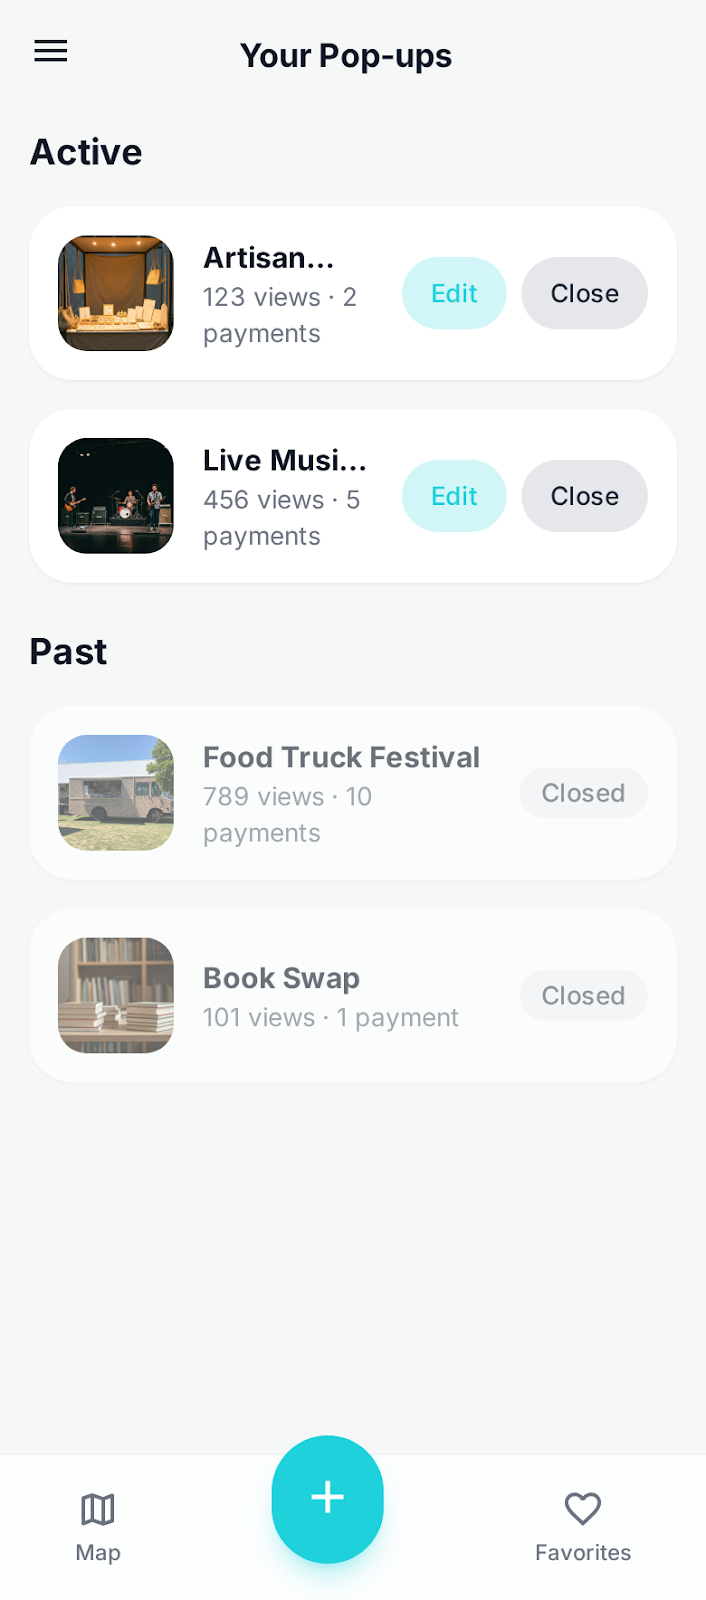 Your Pop-ups
Active
Artisan...
123 views · 2
payments
Edit
Close
Live Musi...
456 views · 5
payments
Edit
Close
Past
Food Truck Festival
789 views · 10
payments
Closed
Book Swap
101 views · 1 payment
Closed
Map
Favorites